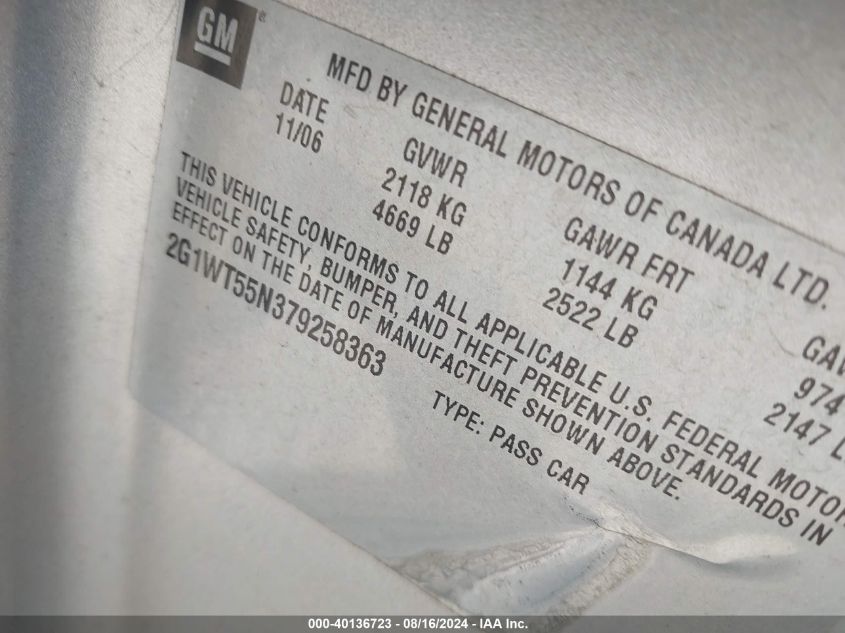 GM
MFD BY GENERAL MOTORS OF CANADA LTD.
DATE GVWR GAWR FRT
11/06 2118 KG 1144 KG 974
4669 LB 2522 LB 2147
THIS VEHICLE CONFORMS TO ALL APPLICABLE U.S. FEDERAL MOTOR
VEHICLE SAFETY, BUMPER, AND THEFT PREVENTION STANDARDS IN
EFFECT ON THE DATE OF MANUFACTURE SHOWN ABOVE.
2G1WT55N379258363
TYPE: PASS CAR
000-40136723 - 08/16/2024 - IAA Inc.